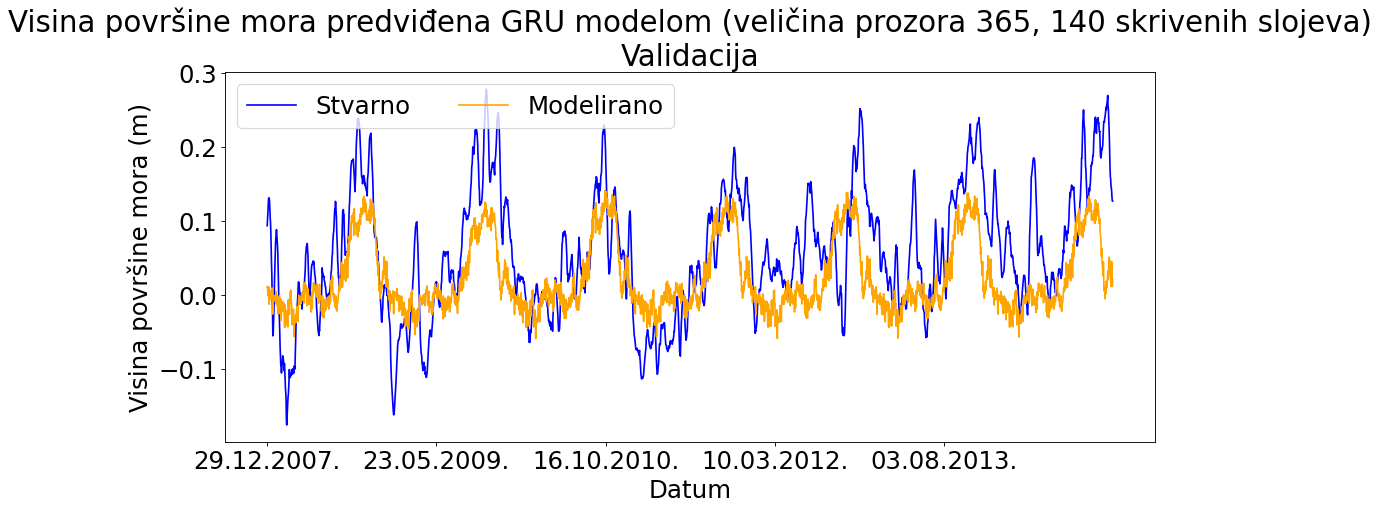 Visina površine mora predviđena GRU modelom (veličina prozora 365, 140 skrivenih slojeva)
Validacija
Stvarno
Modelirano
Visina površine mora (m)
0.3
0.2
0.1
0.0
−0.1
29.12.2007.
23.05.2009.
16.10.2010.
10.03.2012.
03.08.2013.
Datum